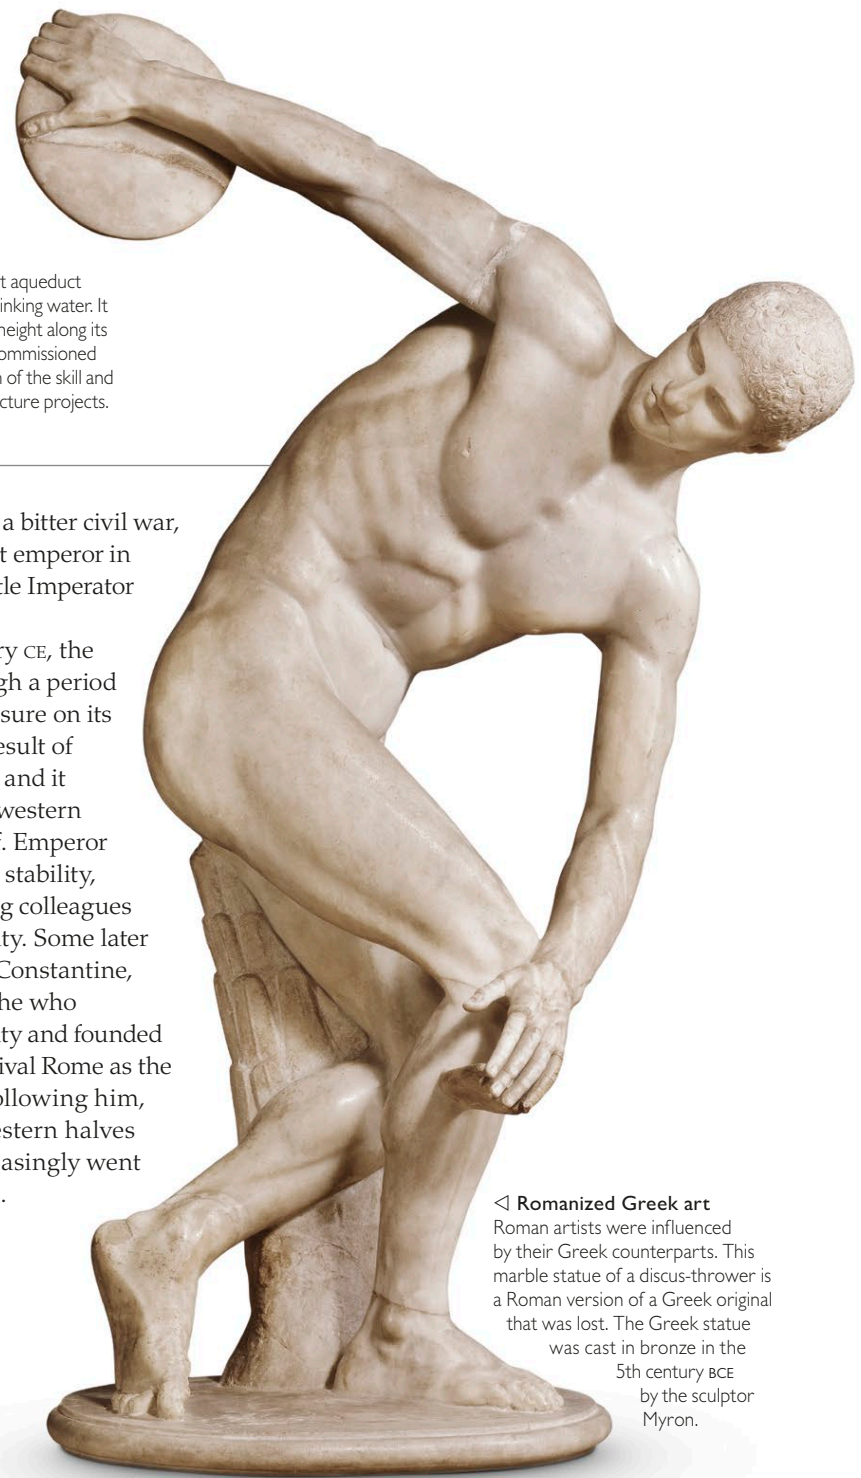 t aqueduct
inking water. It
height along its
ommissioned
n of the skill and
cture projects.
a bitter civil war,
t emperor in
tle Imperator
ry CE, the
gh a period
sure on its
esult of
and it
western
f. Emperor
stability,
g colleagues
ty. Some later
Constantine,
he who
ty and founded
ival Rome as the
ollowing him,
estern halves
easingly went
.
◁ Romanized Greek art
Roman artists were influenced
by their Greek counterparts. This
marble statue of a discus-thrower is
a Roman version of a Greek original
that was lost. The Greek statue
was cast in bronze in the
5th century BCE
by the sculptor
Myron.